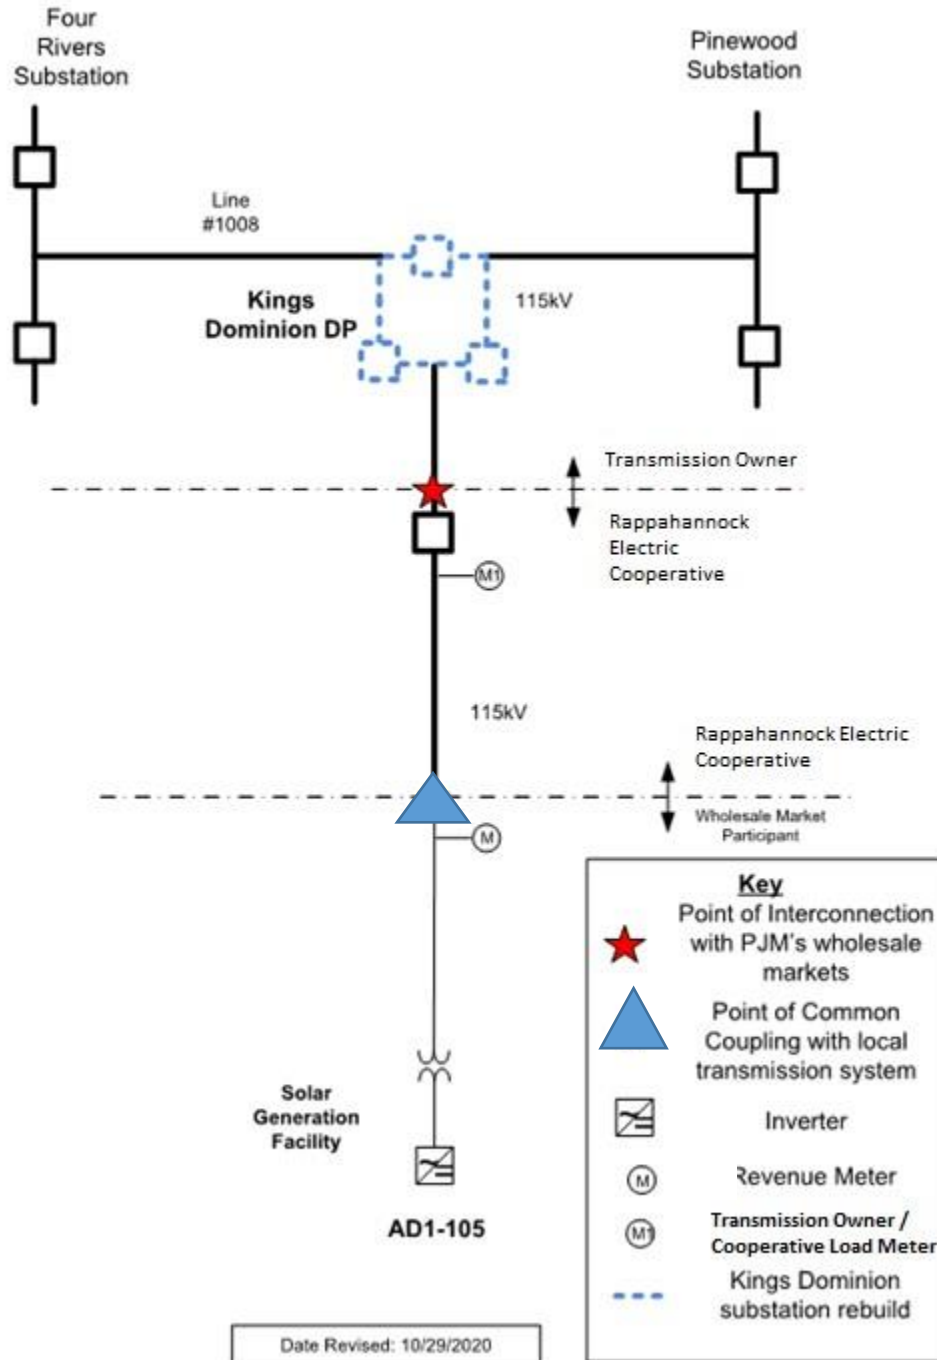 Four
Rivers
Substation
Pinewood
Substation
Line
#1008
Kings
Dominion DP
115kV
Transmission Owner
Rappahannock
Electric
Cooperative
M1
115kV
Rappahannock Electric
Cooperative
Wholesale Market
Participant
M
Key
Point of Interconnection
with PJM's wholesale
markets
Point of Common
Coupling with local
transmission system
Inverter
M
Revenue Meter
M1
Transmission Owner /
Cooperative Load Meter
Kings Dominion
substation rebuild
Solar
Generation
Facility
AD1-105
Date Revised: 10/29/2020